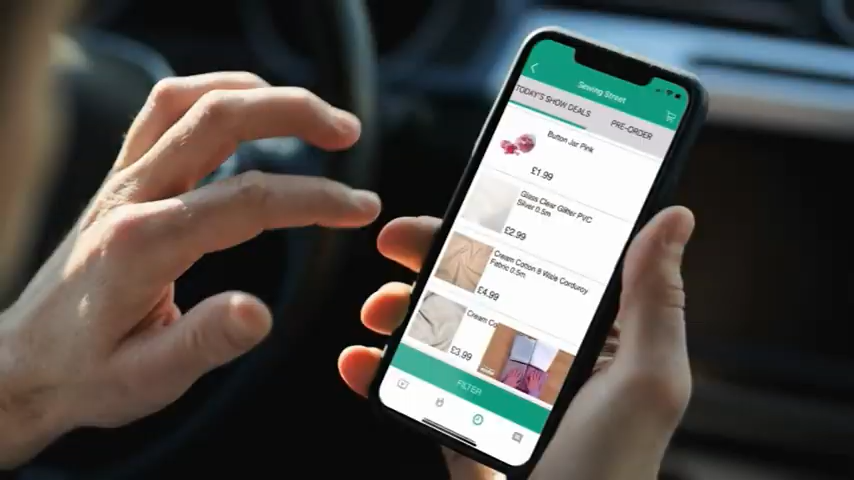 Sewing Street
TODAY'S SHOW DEALS
PRE-ORDER
Button Jar Pink
£1.99
Glass Clear Glitter PVC
Silver 0.5m
£2.99
Cream Cotton 8 Wale Corduroy
Fabric 0.5m
£4.99
Cream Co
£3.99
FILTER